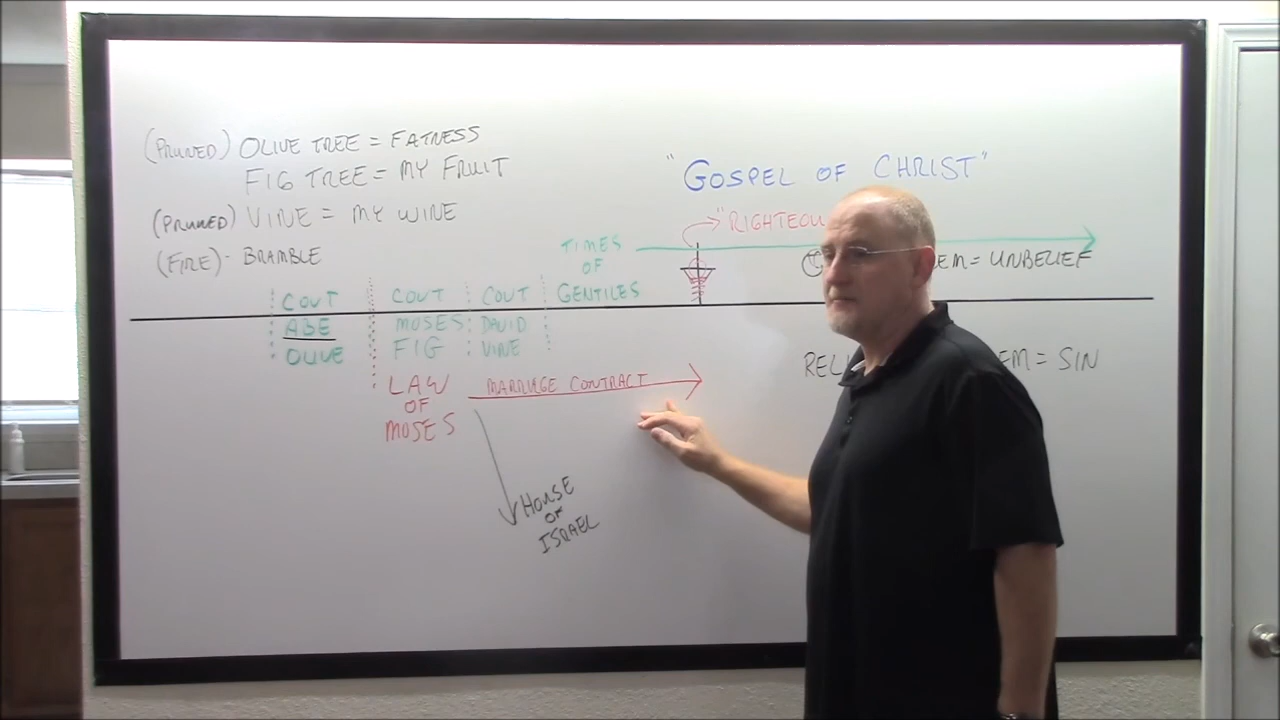 (PRUNED) OLIVE TREE = FATNESS
FIG TREE = MY FRUIT
(PRUNED) VINE = MY WINE
(FIRE) - BRAMBLE
"GOSPEL OF CHRIST"
"RIGHTEOU
TIMES
OF
GENTILES
EM = UNBELIEF
COVT
ABE
OLIVE
COVT
MOSES
FIG
COVT
DAVID
VINE
LAW
OF
MOSES
MARRIAGE CONTRACT
RELI
EM = SIN
HOUSE
OF
ISRAEL